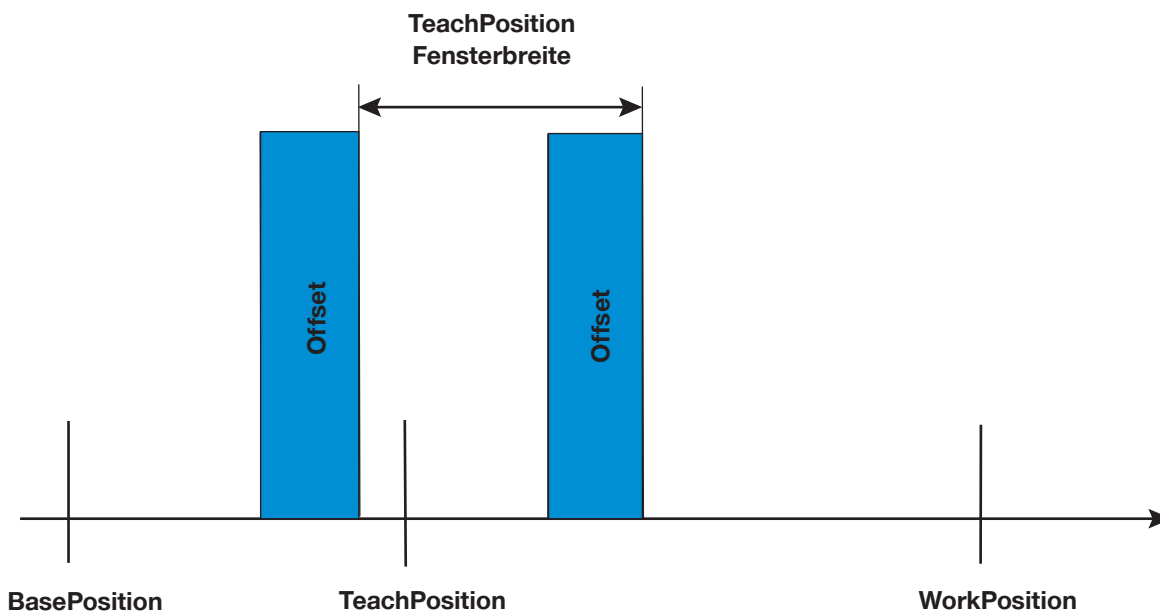 TeachPosition
Fensterbreite
Offset
Offset
BasePosition
TeachPosition
WorkPosition